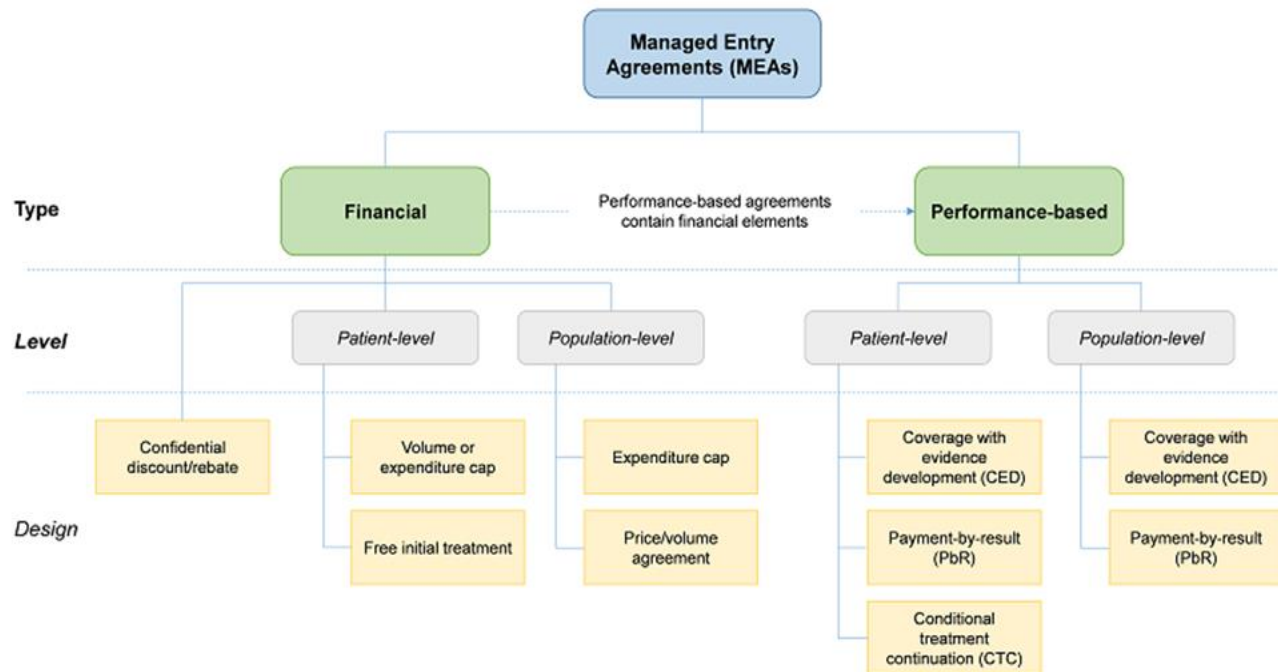 Managed Entry
Agreements (MEAs)
Type
Financial
Performance-based agreements
contain financial elements
Performance-based
Level
Patient-level
Population-level
Patient-level
Population-level
Design
Confidential
discount/rebate
Volume or
expenditure cap
Expenditure cap
Coverage with
evidence
development (CED)
Coverage with
evidence
development (CED)
Free initial treatment
Price/volume
agreement
Payment-by-result
(PbR)
Payment-by-result
(PbR)
Conditional
treatment
continuation (CTC)